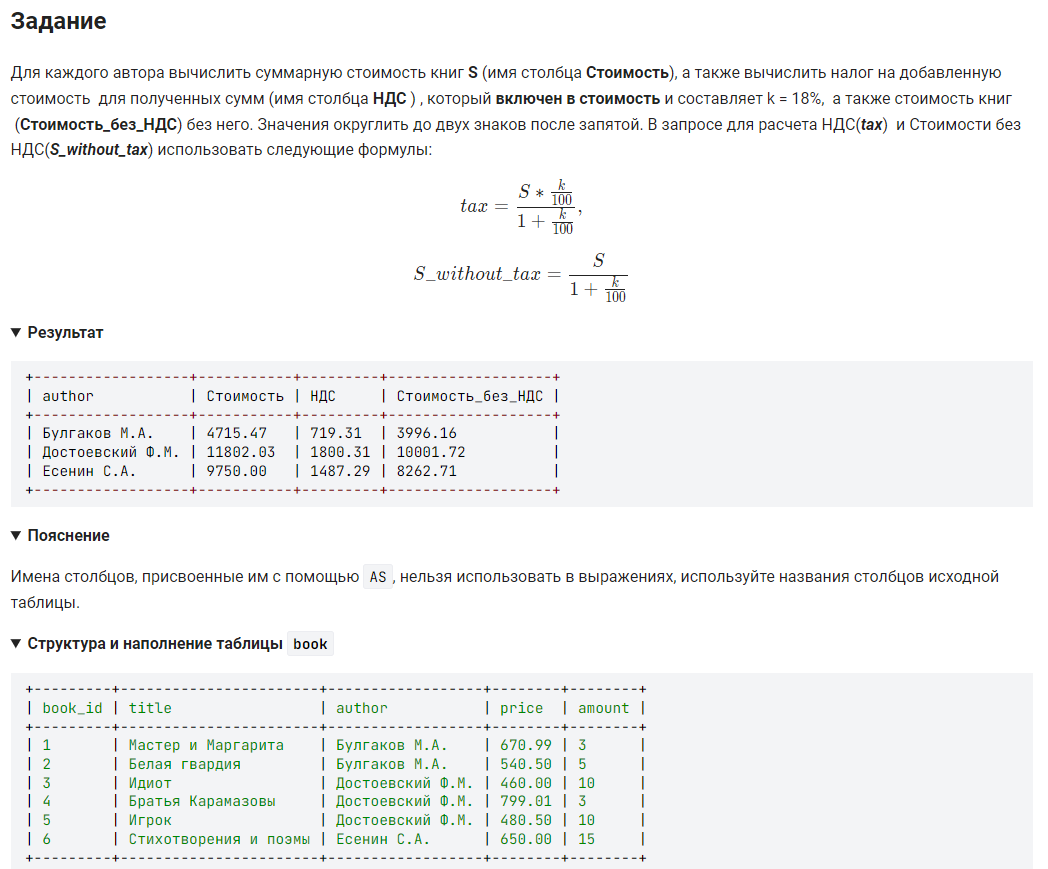 Задание
Для каждого автора вычислить суммарную стоимость книг S (имя столбца Стоимость), а также вычислить налог на добавленную
стоимость  для полученных сумм (имя столбца НДС ) , который включен в стоимость и составляет k = 18%,  а также стоимость книг
(Стоимость_без_НДС) без него. Значения округлить до двух знаков после запятой. В запросе для расчета НДС(tax)  и Стоимости без
НДС(S_without_tax) использовать следующие формулы:
tax = \frac{S * \frac{k}{100}}{1 + \frac{k}{100}},
S_without_tax = \frac{S}{1 + \frac{k}{100}}
▼ Результат
+------------------+-----------+---------+-------------------+
| author           | Стоимость | НДС     | Стоимость_без_НДС |
+------------------+-----------+---------+-------------------+
| Булгаков М.А.    | 4715.47   | 719.31  | 3996.16           |
| Достоевский Ф.М. | 11802.03  | 1800.31 | 10001.72          |
| Есенин С.А.      | 9750.00   | 1487.29 | 8262.71           |
+------------------+-----------+---------+-------------------+
▼ Пояснение
Имена столбцов, присвоенные им с помощью AS, нельзя использовать в выражениях, используйте названия столбцов исходной
таблицы.
▼ Структура и наполнение таблицы book
+---------+-----------------------+------------------+--------+--------+
| book_id | title                 | author           | price  | amount |
+---------+-----------------------+------------------+--------+--------+
| 1       | Мастер и Маргарита    | Булгаков М.А.    | 670.99 | 3      |
| 2       | Белая гвардия         | Булгаков М.А.    | 540.50 | 5      |
| 3       | Идиот                 | Достоевский Ф.М. | 460.00 | 10     |
| 4       | Братья Карамазовы     | Достоевский Ф.М. | 799.01 | 3      |
| 5       | Игрок                 | Достоевский Ф.М. | 480.50 | 10     |
| 6       | Стихотворения и поэмы | Есенин С.А.      | 650.00 | 15     |
+---------+-----------------------+------------------+--------+--------+